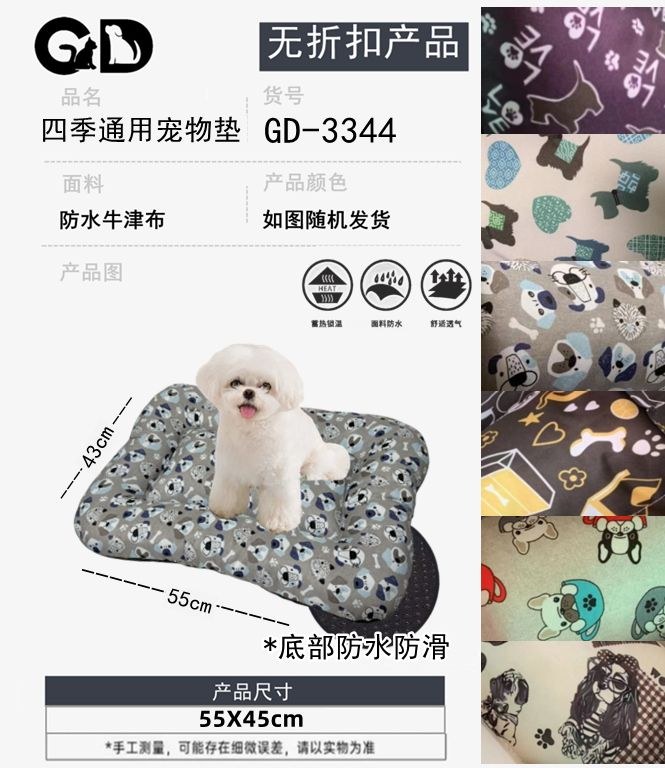 GD
无折扣产品
品名
货号
四季通用宠物垫
GD-3344
面料
产品颜色
防水牛津布
如图随机发货
产品图
HEAT
蓄热锁温
面料防水
舒适透气
43cm
55cm
*底部防水防滑
产品尺寸
55X45cm
*手工测量，可能存在细微误差，请以实物为准
LOVE